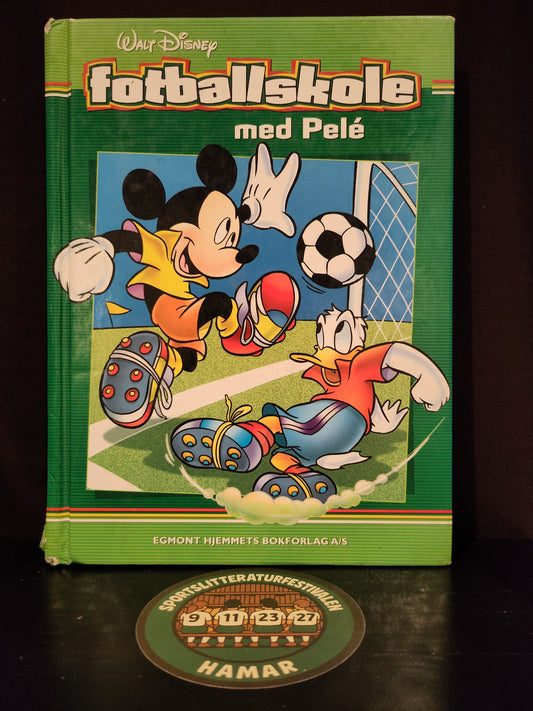 WALT DISNEY
fotballskole
med Pelé
EGMONT HJEMMETS BOKFORLAG A/S
SPORTSLITTERATURFESTIVALEN
9 11 23 27
HAMAR